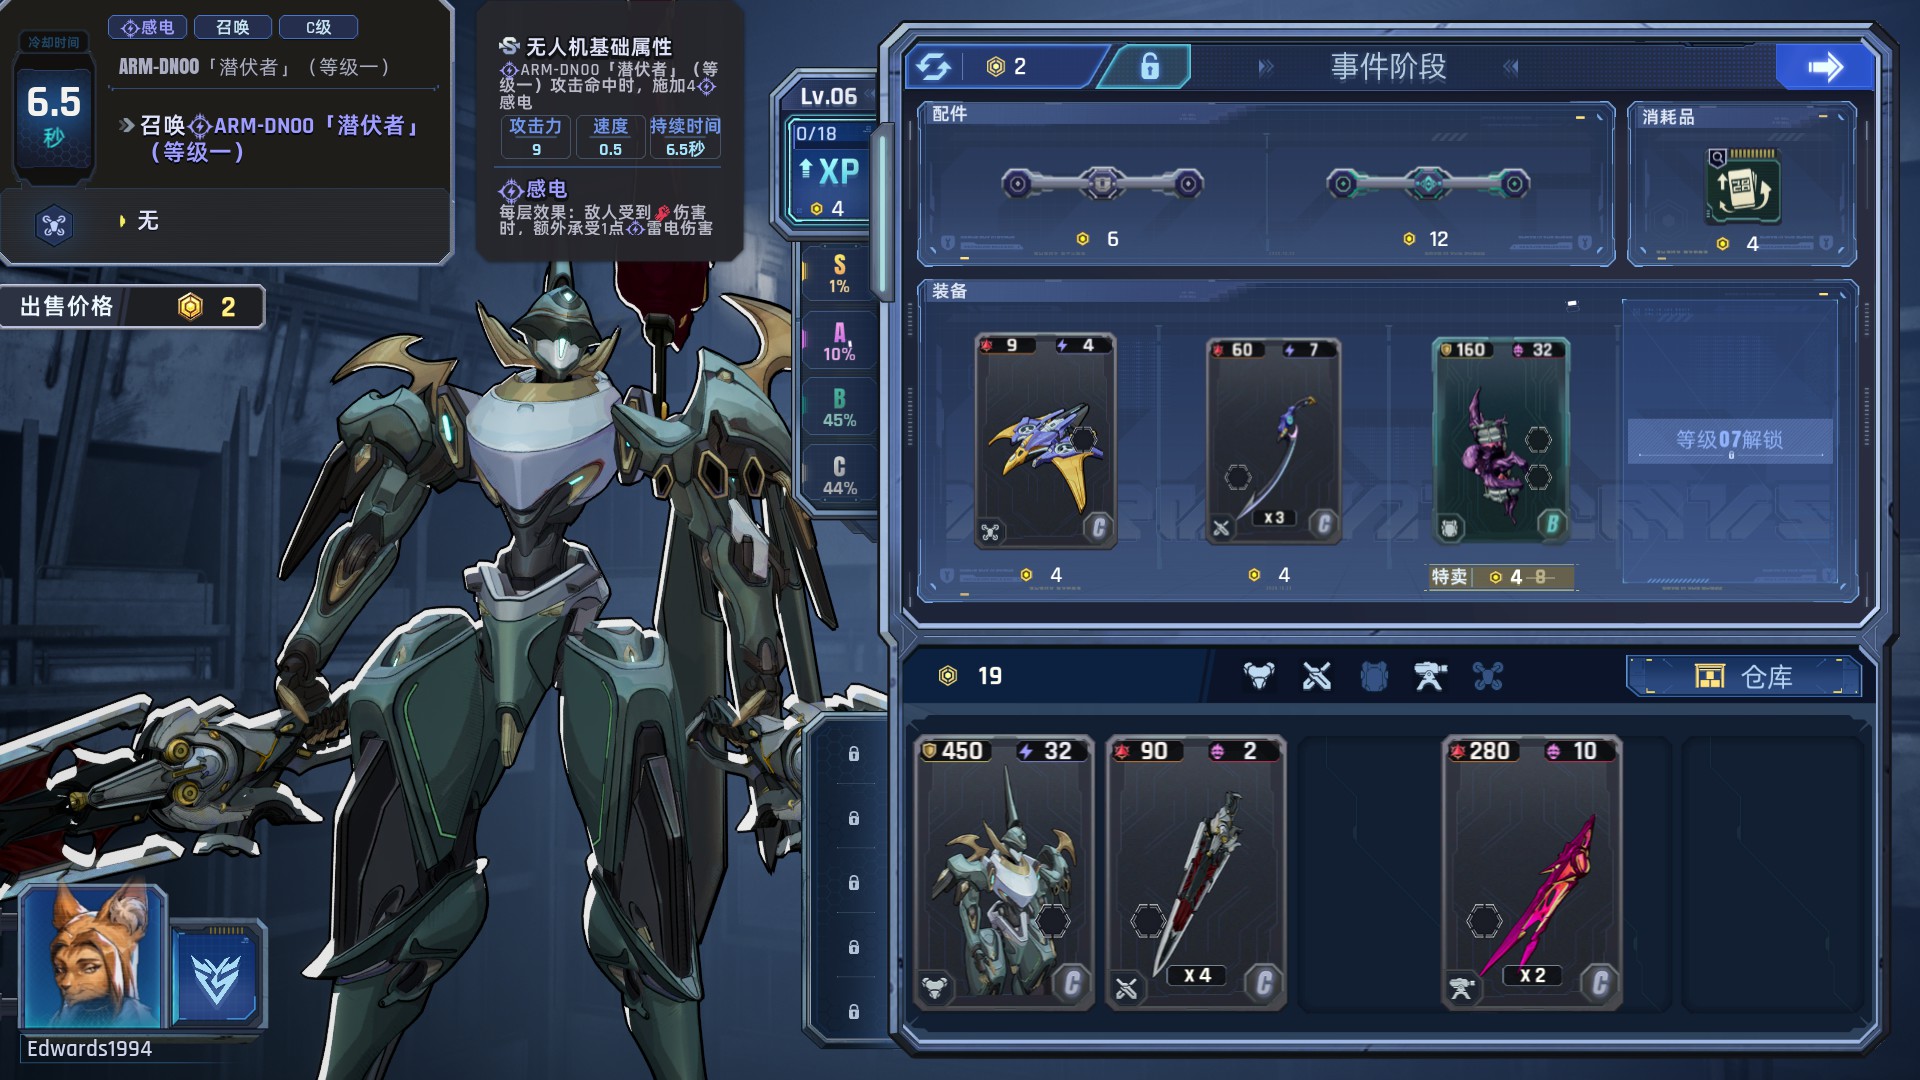 冷却时间
6.5
秒
感电
召唤
C级
ARM-DN00「潜伏者」（等级一）
召唤ARM-DN00「潜伏者」
（等级一）
无
出售价格
2
无人机基础属性
ARM-DN00「潜伏者」（等
级一）攻击命中时，施加4
感电
攻击力
9
速度
0.5
持续时间
6.5秒
感电
每层效果：敌人受到伤害
时，额外承受1点雷电伤害
Lv.06
0/18
XP
4
S
1%
A
10%
B
45%
C
44%
2
事件阶段
配件
6
12
消耗品
4
装备
9
4
C
4
60
7
x3
C
4
160
32
B
特卖
4
8
等级07解锁
19
仓库
450
32
C
90
2
x4
C
280
10
x2
C
Edwards1994